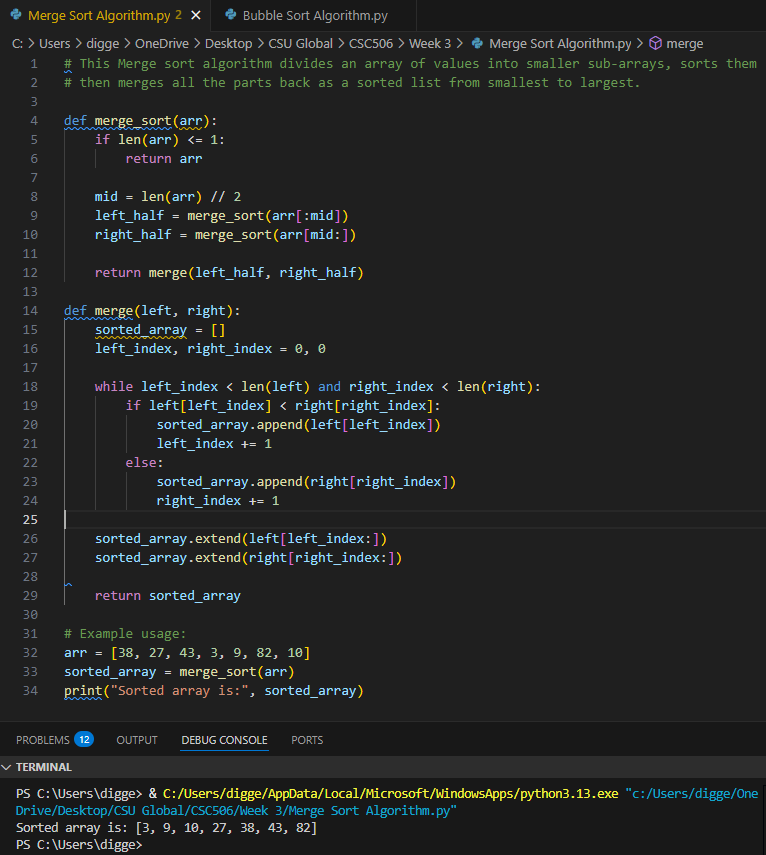 Merge Sort Algorithm.py 2 Bubble Sort Algorithm.py
C: > Users > digge > OneDrive > Desktop > CSU Global > CSC506 > Week 3 > Merge Sort Algorithm.py > merge
1 # This Merge sort algorithm divides an array of values into smaller sub-arrays, sorts them
2 # then merges all the parts back as a sorted list from smallest to largest.
3
4 def merge_sort(arr):
5     if len(arr) <= 1:
6         return arr
7
8     mid = len(arr) // 2
9     left_half = merge_sort(arr[:mid])
10     right_half = merge_sort(arr[mid:])
11
12     return merge(left_half, right_half)
13
14 def merge(left, right):
15     sorted_array = []
16     left_index, right_index = 0, 0
17
18     while left_index < len(left) and right_index < len(right):
19         if left[left_index] < right[right_index]:
20             sorted_array.append(left[left_index])
21             left_index += 1
22         else:
23             sorted_array.append(right[right_index])
24             right_index += 1
25
26     sorted_array.extend(left[left_index:])
27     sorted_array.extend(right[right_index:])
28
29     return sorted_array
30
31 # Example usage:
32 arr = [38, 27, 43, 3, 9, 82, 10]
33 sorted_array = merge_sort(arr)
34 print("Sorted array is:", sorted_array)
PROBLEMS 12 OUTPUT DEBUG CONSOLE PORTS
TERMINAL
PS C:\Users\digge> & C:/Users/digge/AppData/Local/Microsoft/WindowsApps/python3.13.exe "c:/Users/digge/One
Drive/Desktop/CSU Global/CSC506/Week 3/Merge Sort Algorithm.py"
Sorted array is: [3, 9, 10, 27, 38, 43, 82]
PS C:\Users\digge>